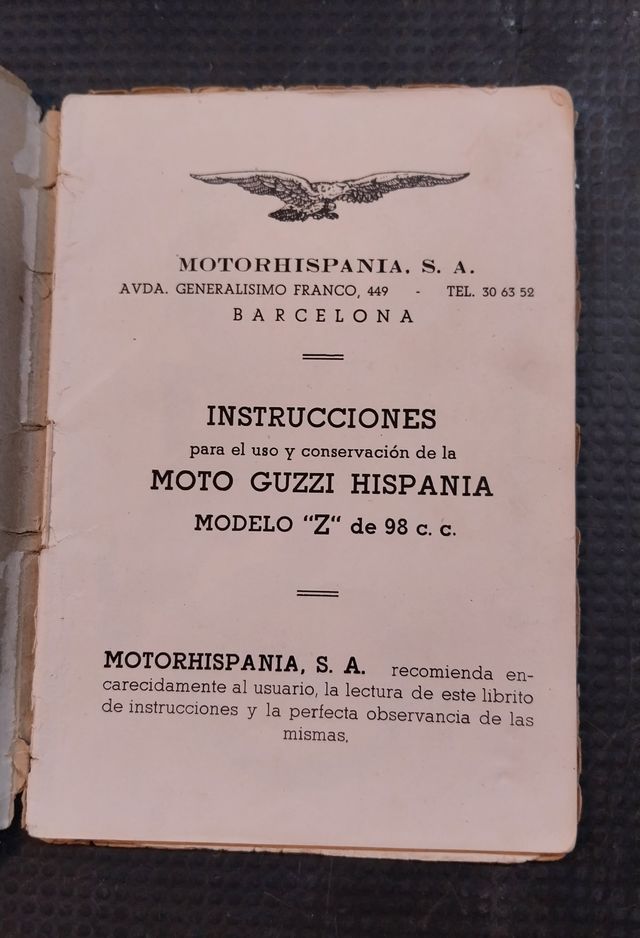 MOTORHISPANIA, S. A.
AVDA. GENERALISIMO FRANCO, 449 - TEL. 30 63 52
BARCELONA
INSTRUCCIONES
para el uso y conservación de la
MOTO GUZZI HISPANIA
MODELO "Z" de 98 c. c.
MOTORHISPANIA, S. A. recomienda en-
carecidamente al usuario, la lectura de este librito
de instrucciones y la perfecta observancia de las
mismas.